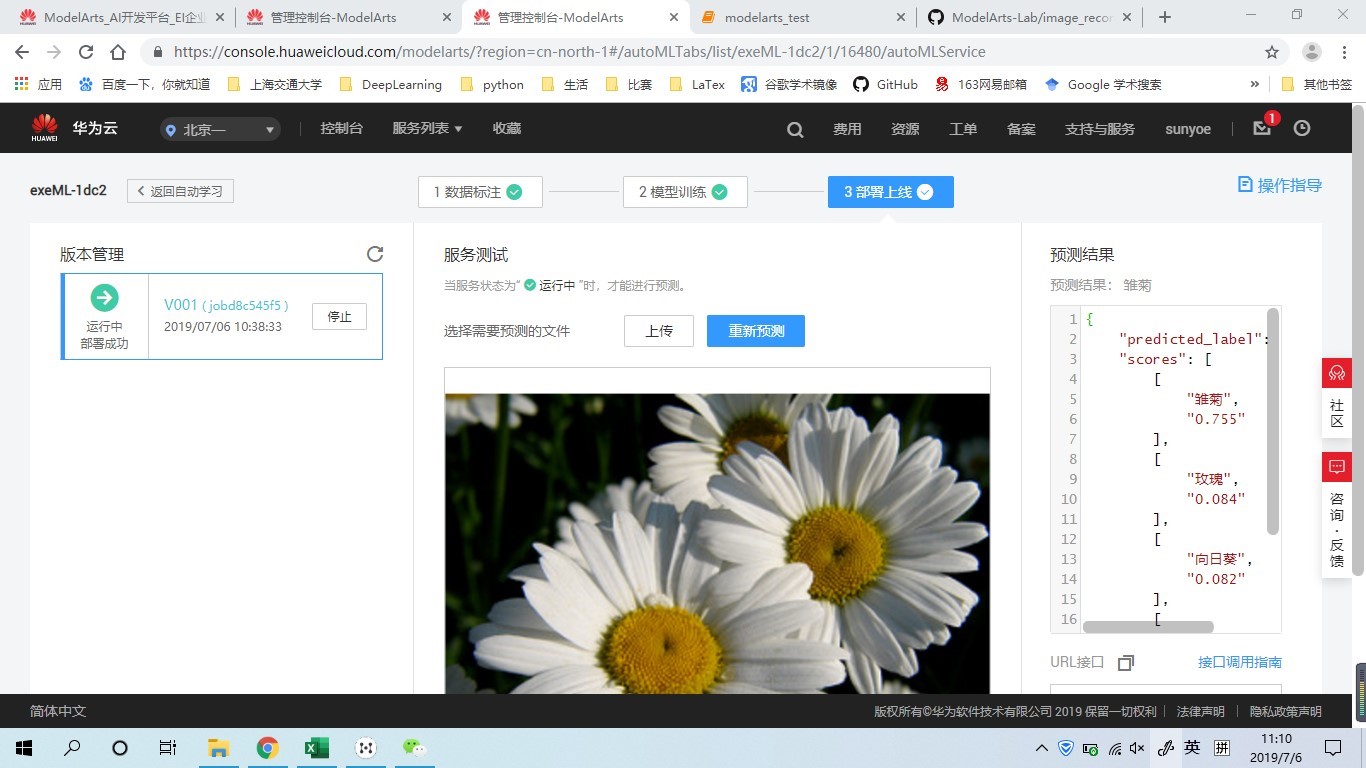 ModelArts_AI开发平台_EI企业
管理控制台-ModelArts
管理控制台-ModelArts
modelarts_test
ModelArts-Lab/image_recor
https://console.huaweicloud.com/modelarts/?region=cn-north-1#/autoMLTabs/list/exeML-1dc2/1/16480/autoMLService
应用
百度一下，你就知道
上海交通大学
DeepLearning
python
生活
比赛
LaTex
谷歌学术镜像
GitHub
163网易邮箱
Google 学术搜索
»
其他书签
HUAWEI
华为云
北京一
控制台
服务列表
收藏
费用
资源
工单
备案
支持与服务
sunyoe
1
exeML-1dc2
返回自动学习
1 数据标注
2 模型训练
3 部署上线
操作指导
版本管理
运行中
部署成功
V001 ( jobd8c545f5 )
2019/07/06 10:38:33
停止
服务测试
当服务状态为“ 运行中 ”时，才能进行预测。
选择需要预测的文件
上传
重新预测
预测结果
预测结果： 雏菊
1 {
2 "predicted_label":
3 "scores": [
4 [
5 "雏菊",
6 "0.755"
7 ],
8 [
9 "玫瑰",
10 "0.084"
11 ],
12 [
13 "向日葵",
14 "0.082"
15 ],
16 [
URL接口
接口调用指南
社区
咨询·反馈
简体中文
版权所有©华为软件技术有限公司 2019 保留一切权利
法律声明
隐私政策声明
英
拼
11:10
2019/7/6